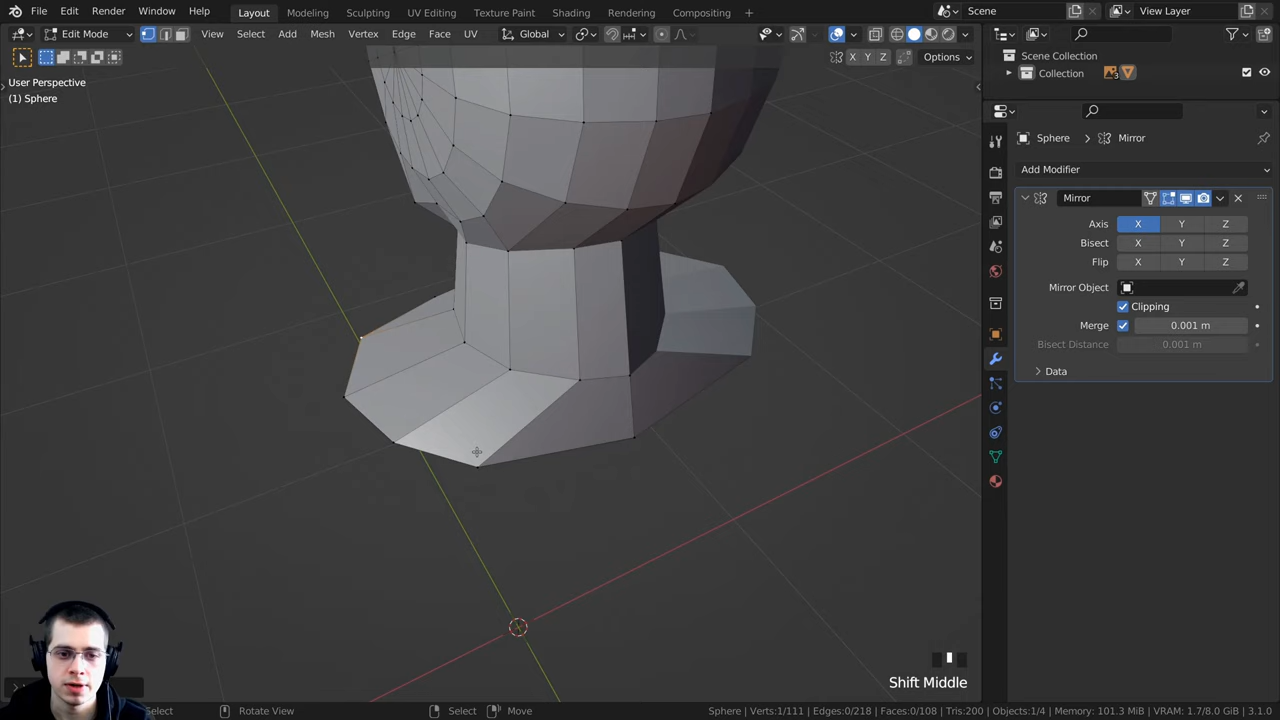 File Edit Render Window Help Layout Modeling Sculpting UV Editing Texture Paint Shading Rendering Compositing + Scene View Layer
Edit Mode View Select Add Mesh Vertex Edge Face UV Global
X Y Z Options
User Perspective
(1) Sphere
Scene Collection
Collection
Sphere > Mirror
Add Modifier
Mirror
Axis X Y Z
Bisect X Y Z
Flip X Y Z
Mirror Object
Clipping
Merge 0.001 m
Bisect Distance 0.001 m
Data
Shift Middle
Select Rotate View Select Move Sphere | Verts:1/111 | Edges:0/218 | Faces:0/108 | Tris:200 | Objects:1/4 | Memory: 101.3 MiB | VRAM: 1.7/8.0 GiB | 3.1.0